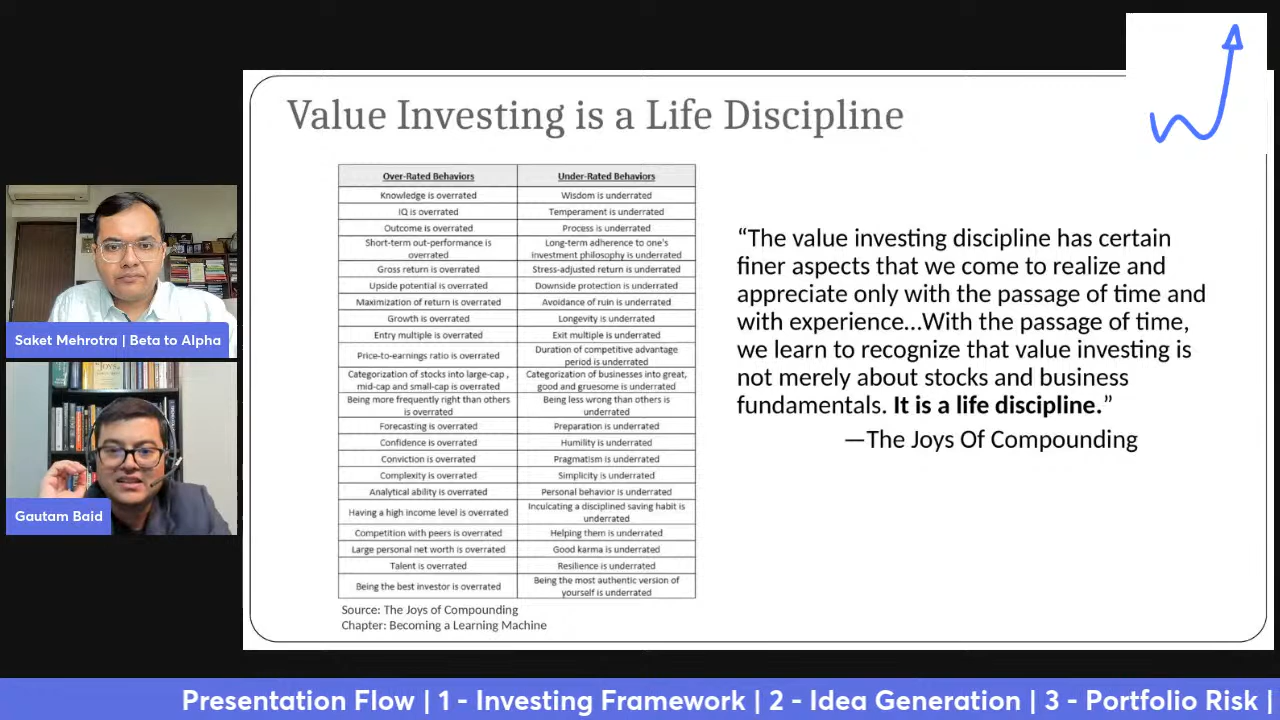 Value Investing is a Life Discipline
Over-Rated Behaviors
Under-Rated Behaviors
Knowledge is overrated
Wisdom is underrated
IQ is overrated
Temperament is underrated
Outcome is overrated
Process is underrated
Short-term out-performance is
overrated
Long-term adherence to one's
investment philosophy is underrated
Gross return is overrated
Stress-adjusted return is underrated
Upside potential is overrated
Downside protection is underrated
Maximization of return is overrated
Avoidance of ruin is underrated
Growth is overrated
Longevity is underrated
Entry multiple is overrated
Exit multiple is underrated
Price-to-earnings ratio is overrated
Duration of competitive advantage
period is underrated
Categorization of stocks into large-cap ,
mid-cap and small-cap is overrated
Categorization of businesses into great,
good and gruesome is underrated
Being more frequently right than others
is overrated
Being less wrong than others is
underrated
Forecasting is overrated
Preparation is underrated
Confidence is overrated
Humility is underrated
Conviction is overrated
Pragmatism is underrated
Complexity is overrated
Simplicity is underrated
Analytical ability is overrated
Personal behavior is underrated
Having a high income level is overrated
Inculcating a disciplined saving habit is
underrated
Competition with peers is overrated
Helping them is underrated
Large personal net worth is overrated
Good karma is underrated
Talent is overrated
Resilience is underrated
Being the best investor is overrated
Being the most authentic version of
yourself is underrated
Source: The Joys of Compounding
Chapter: Becoming a Learning Machine
“The value investing discipline has certain
finer aspects that we come to realize and
appreciate only with the passage of time and
with experience…With the passage of time,
we learn to recognize that value investing is
not merely about stocks and business
fundamentals. It is a life discipline.”
—The Joys Of Compounding
Saket Mehrotra | Beta to Alpha
Gautam Baid
Presentation Flow | 1 - Investing Framework | 2 - Idea Generation | 3 - Portfolio Risk |